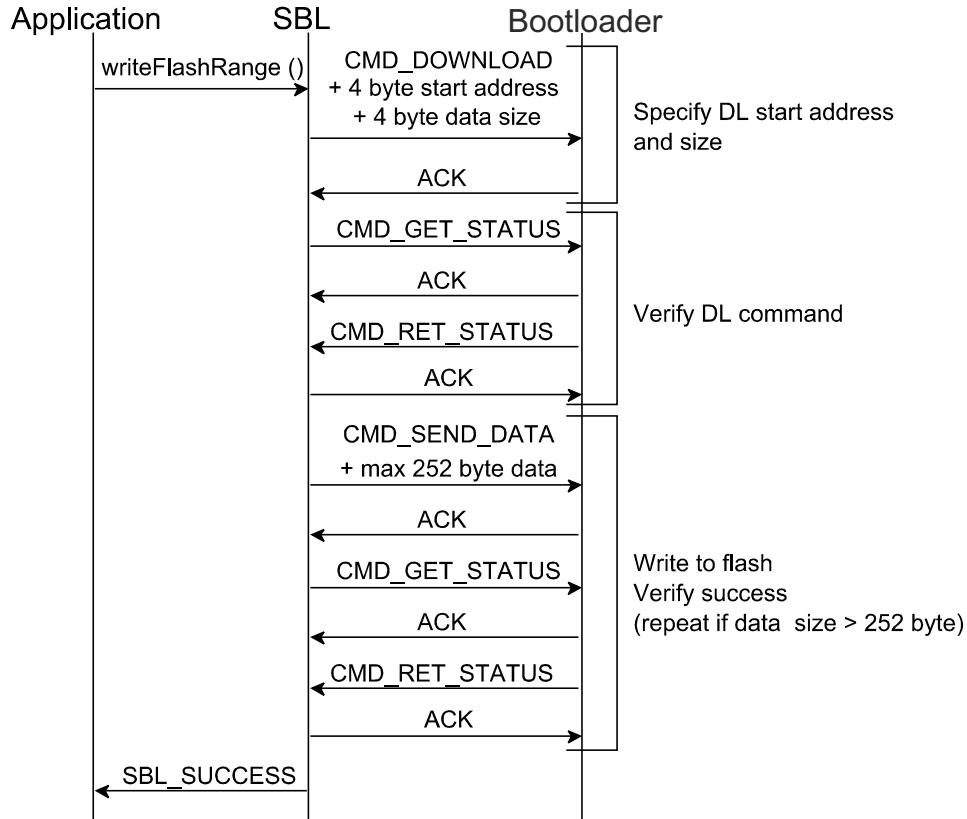 Application
SBL
Bootloader
writeFlashRange ()
CMD_DOWNLOAD
+ 4 byte start address
+ 4 byte data size
Specify DL start address
and size
ACK
CMD_GET_STATUS
ACK
Verify DL command
CMD_RET_STATUS
ACK
CMD_SEND_DATA
+ max 252 byte data
ACK
Write to flash
CMD_GET_STATUS
Verify success
(repeat if data size > 252 byte)
ACK
CMD_RET_STATUS
ACK
SBL_SUCCESS